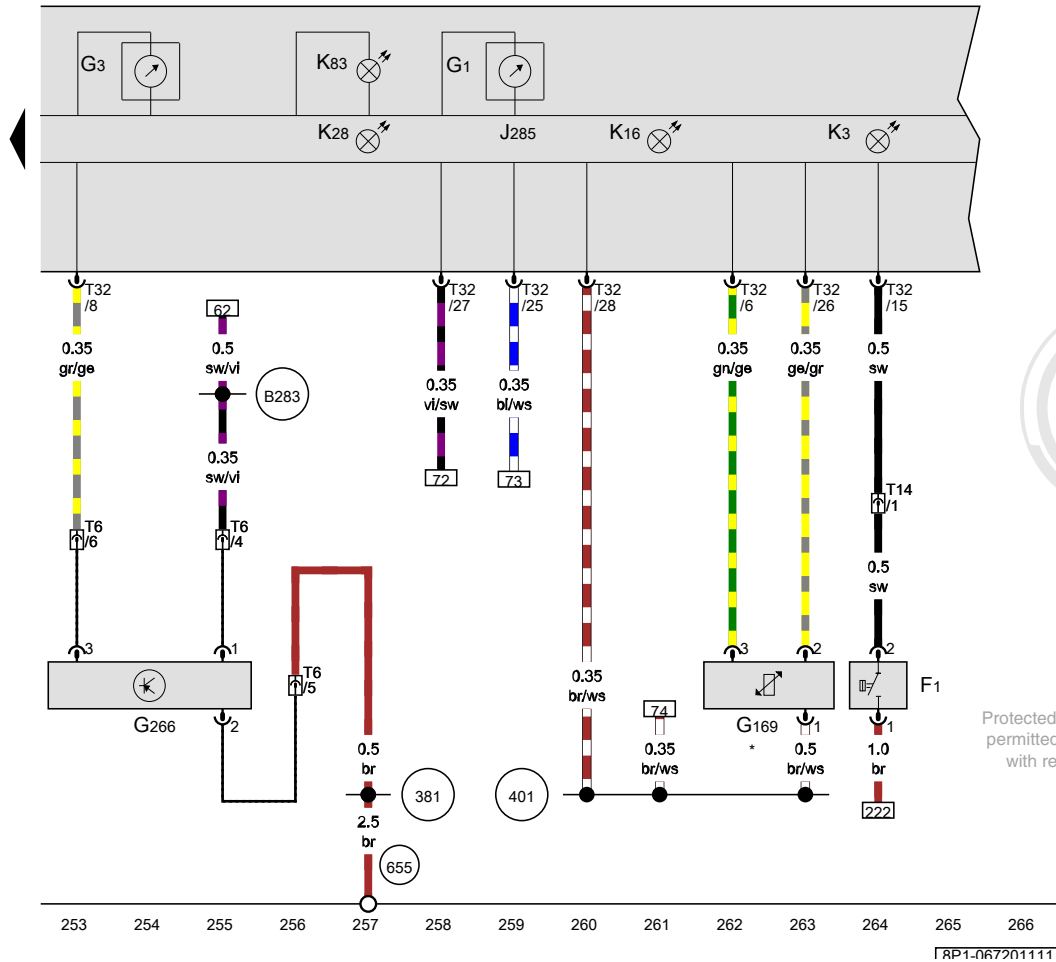 G3
K83
G1
K28
J285
K16
K3
T32
/8
T32
/27
T32
/25
T32
/28
T32
/6
T32
/26
T32
/15
62
0.35
gr/ge
0.5
sw/vi
0.35
vi/sw
0.35
bl/ws
0.35
gn/ge
0.35
ge/gr
0.5
sw
B283
0.35
sw/vi
72
73
T14
/1
T6
/6
T6
/4
0.5
sw
3
1
3
2
2
T6
/5
0.35
br/ws
F1
74
G266
2
G169
*
1
1
Protected
permitted
with re
0.5
br
0.35
br/ws
0.5
br/ws
1.0
br
381
401
222
2.5
br
655
253 254 255 256 257 258 259 260 261 262 263 264 265 266
8P1-067201111